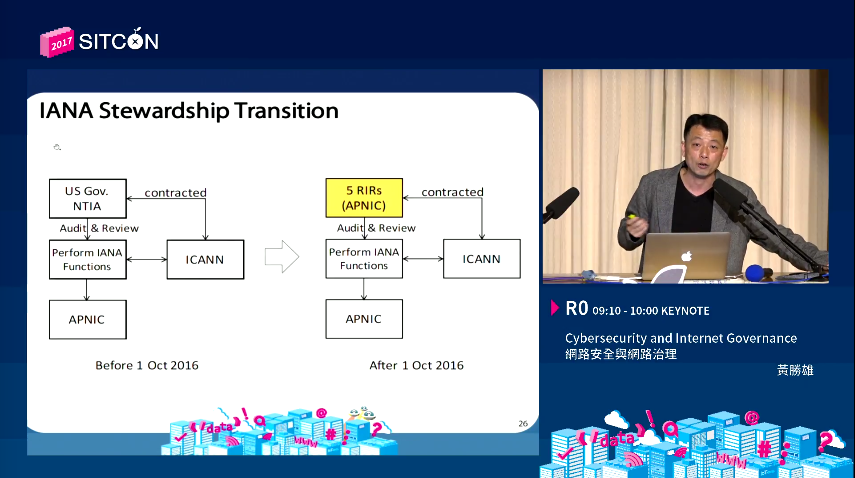 2017 SITCON
IANA Stewardship Transition
US Gov.
NTIA
contracted
Audit & Review
Perform IANA
Functions
ICANN
APNIC
Before 1 Oct 2016
5 RIRs
(APNIC)
contracted
Audit & Review
Perform IANA
Functions
ICANN
APNIC
After 1 Oct 2016
26
data
@
www
#
?
R0 09:10 - 10:00 KEYNOTE
Cybersecurity and Internet Governance
網路安全與網路治理
黃勝雄
data
@
www
#
?